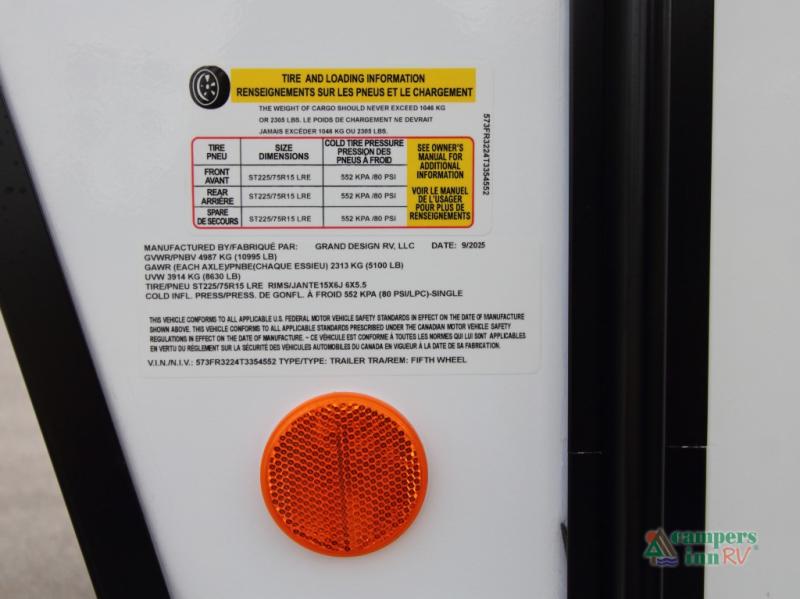 TIRE AND LOADING INFORMATION
RENSEIGNEMENTS SUR LES PNEUS ET LE CHARGEMENT
THE WEIGHT OF CARGO SHOULD NEVER EXCEED 1046 KG
OR 2305 LBS. LE POIDS DE CHARGEMENT NE DEVRAIT
JAMAIS EXCÉDER 1046 KG OU 2305 LBS.
TIRE
PNEU
SIZE
DIMENSIONS
COLD TIRE PRESSURE
PRESSION DES
PNEUS À FROID
SEE OWNER'S
MANUAL FOR
ADDITIONAL
INFORMATION
VOIR LE MANUEL
DE L'USAGER
POUR PLUS DE
RENSEIGNEMENTS
FRONT
AVANT
ST225/75R15 LRE
552 KPA /80 PSI
REAR
ARRIÈRE
ST225/75R15 LRE
552 KPA /80 PSI
SPARE
DE SECOURS
ST225/75R15 LRE
552 KPA /80 PSI
573FR3224T3354552
MANUFACTURED BY/FABRIQUÉ PAR: GRAND DESIGN RV, LLC DATE: 9/2025
GVWR/PNBV 4987 KG (10995 LB)
GAWR (EACH AXLE)/PNBE(CHAQUE ESSIEU) 2313 KG (5100 LB)
UVW 3914 KG (8630 LB)
TIRE/PNEU ST225/75R15 LRE RIMS/JANTE15X6J 6X5.5
COLD INFL. PRESS/PRESS. DE GONFL. À FROID 552 KPA (80 PSI/LPC)-SINGLE
THIS VEHICLE CONFORMS TO ALL APPLICABLE U.S. FEDERAL MOTOR VEHICLE SAFETY STANDARDS IN EFFECT ON THE DATE OF MANUFACTURE
SHOWN ABOVE. THIS VEHICLE CONFORMS TO ALL APPLICABLE STANDARDS PRESCRIBED UNDER THE CANADIAN MOTOR VEHICLE SAFETY
REGULATIONS IN EFFECT ON THE DATE OF MANUFACTURE. ~ CE VÉHICULE EST CONFORME À TOUTES LES NORMES QUI LUI SONT APPLICABLES
EN VERTU DU RÈGLEMENT SUR LA SÉCURITÉ DES VÉHICULES AUTOMOBILES DU CANADA EN VIGUEUR À LA DATE DE SA FABRICATION.
V.I.N./N.I.V.: 573FR3224T3354552 TYPE/TYPE: TRAILER TRA/REM: FIFTH WHEEL
campers
inn RV